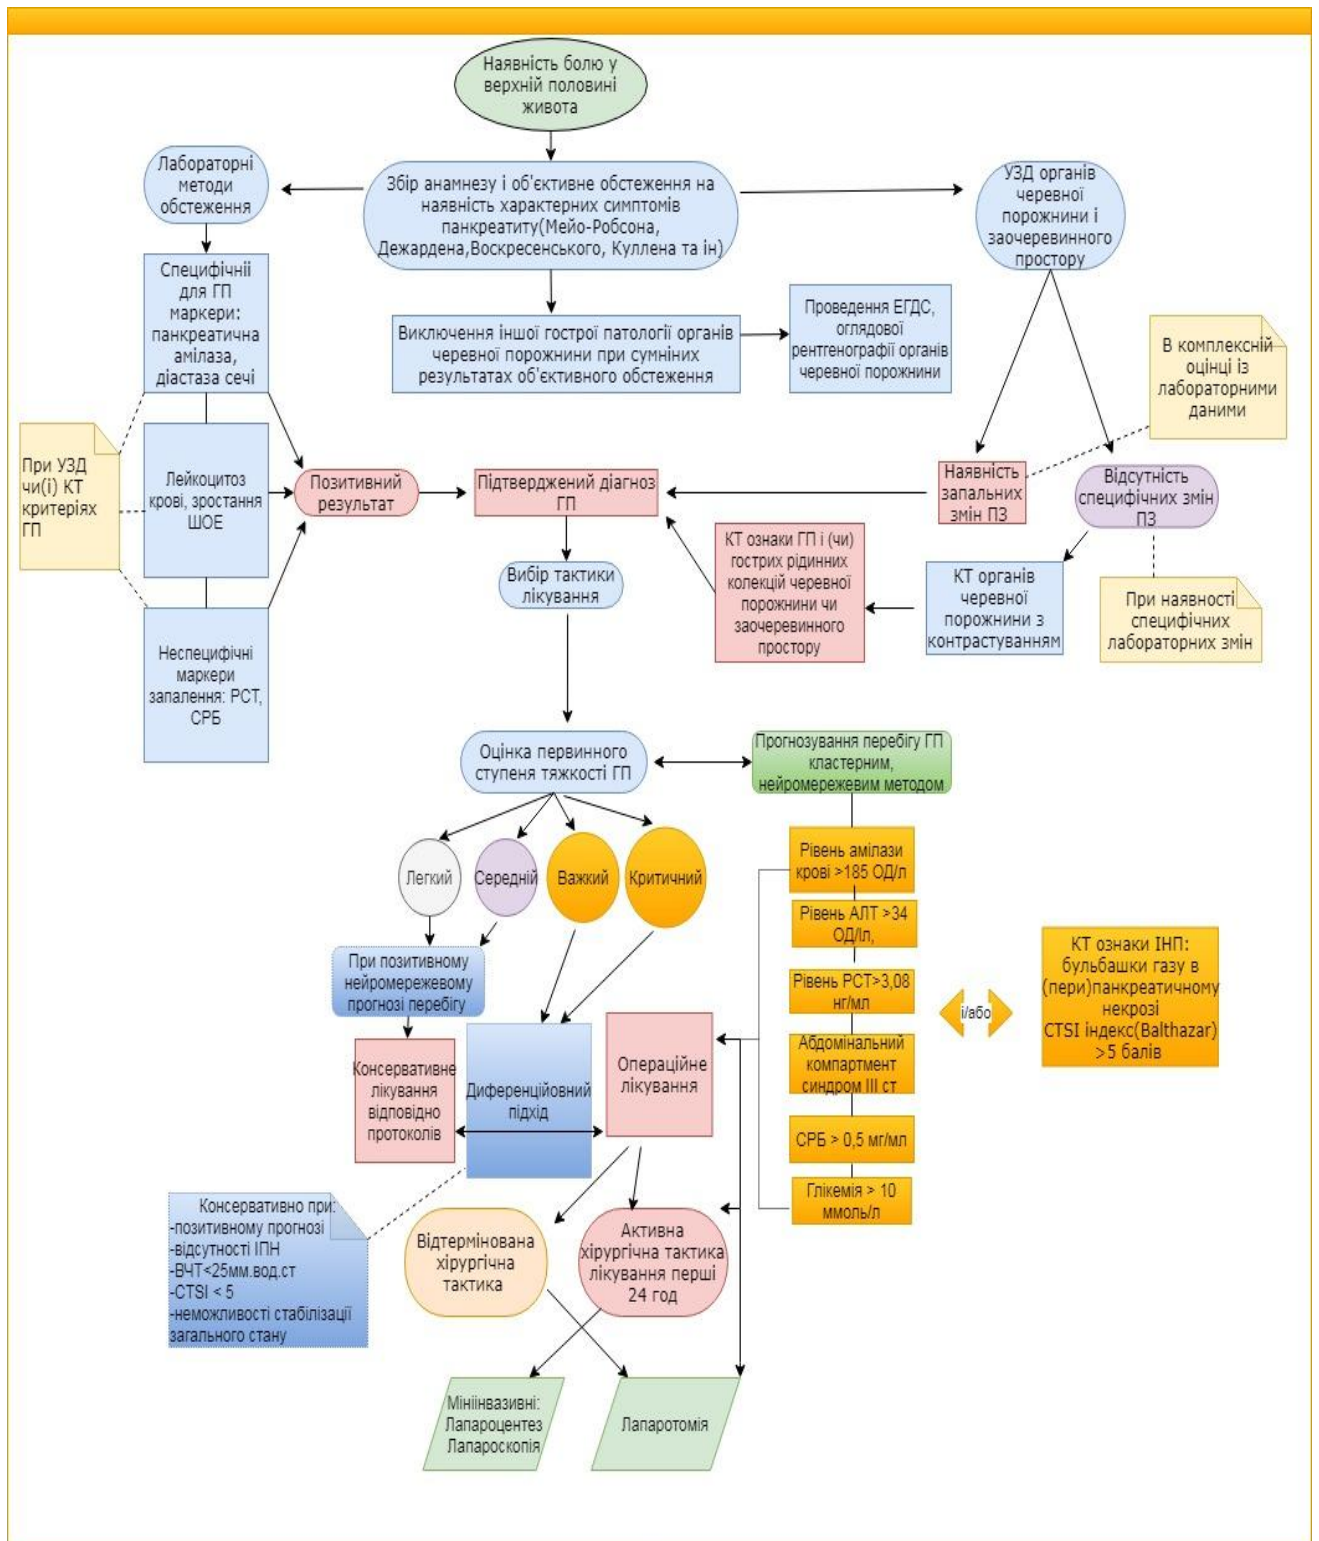 Наявність болю у
верхній половині
живота
Лабораторні
методи
обстеження
Збір анамнезу і об'єктивне обстеження на
наявність характерних симптомів
панкреатиту(Мейо-Робсона,
Дежардена,Воскресенського, Куллена та ін)
УЗД органів
черевної
порожнини і
заочеревинного
простору
Специфічніі
для ГП
маркери:
панкреатична
амілаза,
діастаза сечі
Виключення іншої гострої патології органів
черевної порожнини при сумніних
результатах об'єктивного обстеження
Проведення ЕГДС,
оглядової
рентгенографії органів
черевної порожнини
В комплексній
оцінці із
лабораторними
даними
При УЗД
чи(і) КТ
критеріях
ГП
Лейкоцитоз
крові, зростання
ШОЕ
Позитивний
результат
Підтверджений діагноз
ГП
Наявність
запальних
змін ПЗ
Відсутність
специфічних змін
ПЗ
КТ ознаки ГП і (чи)
гострих рідинних
колекцій черевної
порожнини чи
заочеревинного
простору
КТ органів
черевної
порожнини з
контрастуванням
При наявності
специфічних
лабораторних змін
Вибір тактики
лікування
Неспецифічні
маркери
запалення: РСТ,
СРБ
Оцінка первинного
ступеня тяжкості ГП
Прогнозування перебігу ГП
кластерним,
нейромережевим методом
Легкий
Середній
Важкий
Критичний
Рівень амілази
крові >185 ОД/л
Рівень АЛТ >34
ОД/lл,
Рівень РСТ>3,08
нг/мл
Абдомінальний
компартмент
синдром III ст
СРБ > 0,5 мг/мл
Глікемія > 10
ммоль/л
і/або
КТ ознаки ІНП:
бульбашки газу в
(пери)панкреатичному
некрозі
CTSI індекс(Balthazar)
>5 балів
При позитивному
нейромережевому
прогнозі перебігу
Консервативне
лікування
відповідно
протоколів
Диференційовний
підхід
Операційне
лікування
Консервативно при:
-позитивному прогнозі
-відсутності ІПН
-ВЧТ<25мм.вод.ст
-CTSI < 5
-неможливості стабілізації
загального стану
Відтермінована
хірургічна
тактика
Активна
хірургічна тактика
лікування перші
24 год
Мініінвазивні:
Лапароцентез
Лапароскопія
Лапаротомія